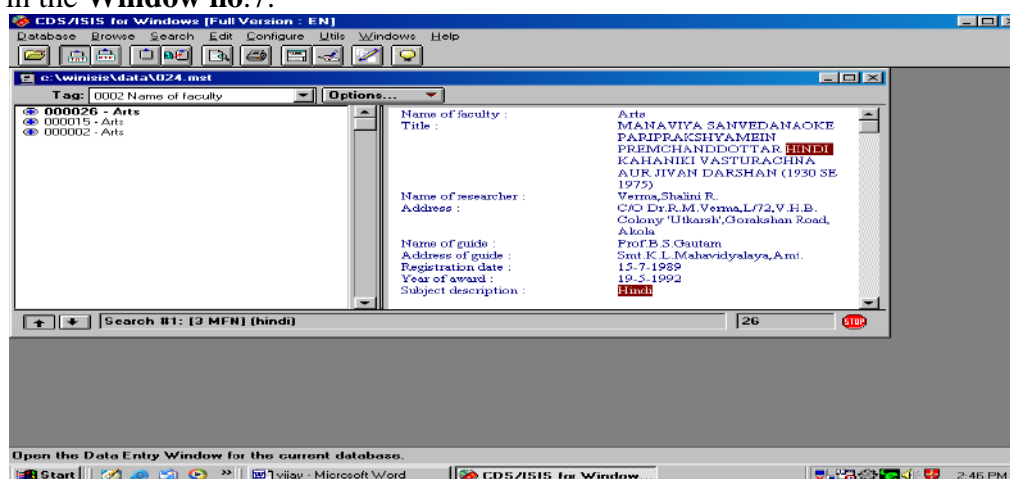 in the Window no.7.
CDS/ISIS for Windows [Full Version : EN]
Database Browse Search Edit Configure Utils Windows Help
c:\winisis\data\024.mst
Tag: 0002 Name of faculty Options...
000026 - Arts
000015 - Arts
000002 - Arts
Name of faculty : Arts
Title : MANAVIYA SANVEDANAOKE
PARIPRAKSHYAMEIN
PREMCHANDDOTTAR HINDI
KAHANIKI VASTURACHNA
AUR JIVAN DARSHAN (1930 SE
1975)
Name of researcher : Verma,Shalini R.
Address : C/O Dr.R.M.Verma,L/72,V.H.B.
Colony 'Utkarsh',Gorakshan Road,
Akola
Name of guide : Prof.B.S.Gautam
Address of guide : Smt.K.L.Mahavidyalaya,Amt.
Registration date : 15-7-1989
Year of award : 19-5-1992
Subject description : Hindi
Search #1: [3 MFN] (hindi) 26 STOP
Open the Data Entry Window for the current database.
Start » vijay - Microsoft Word CDS/ISIS for Window... 2:46 PM